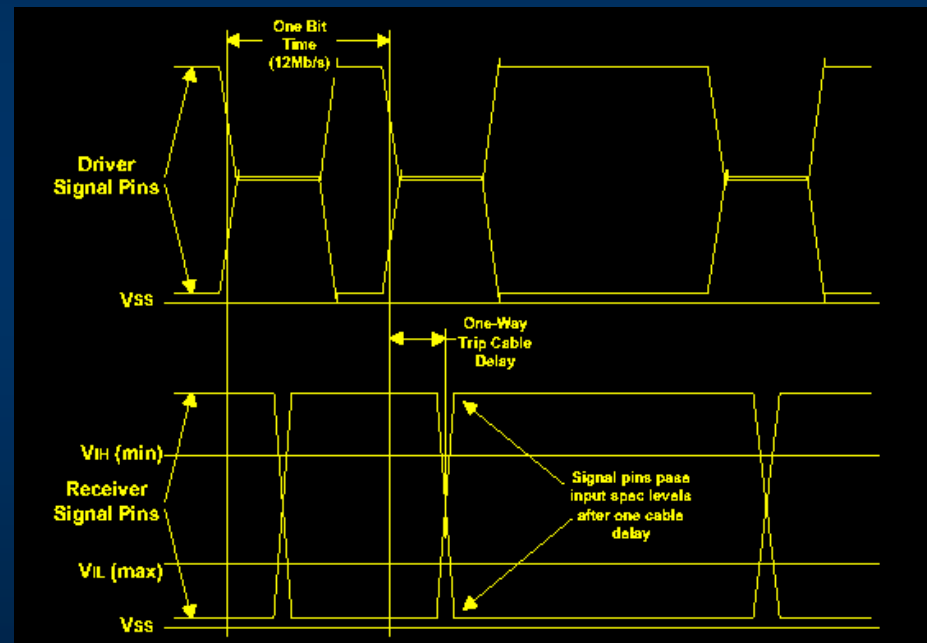 One Bit
Time
(12Mb/s)
Driver
Signal Pins
VSS
One-Way
Trip Cable
Delay
VIH (min)
Receiver
Signal Pins
Signal pins pass
input spec levels
after one cable
delay
VIL (max)
VSS